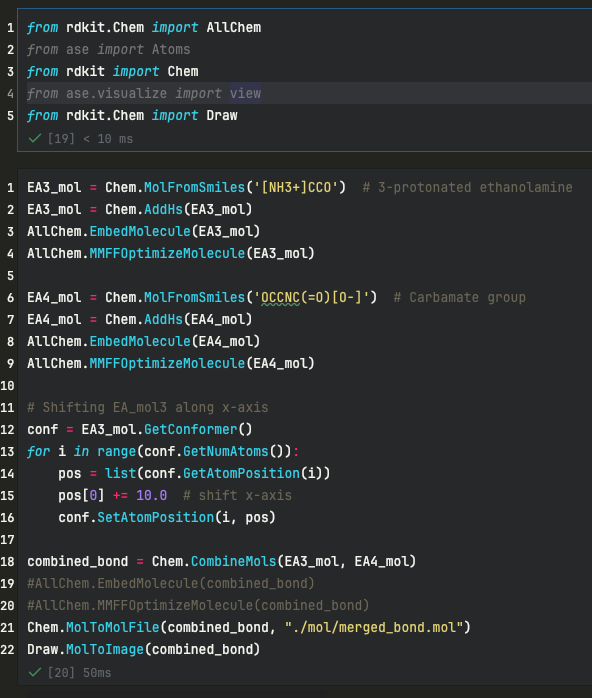 1 from rdkit.Chem import AllChem
2 from ase import Atoms
3 from rdkit import Chem
4 from ase.visualize import view
5 from rdkit.Chem import Draw
✓ [19] < 10 ms
1 EA3_mol = Chem.MolFromSmiles('[NH3+]CCO')  # 3-protonated ethanolamine
2 EA3_mol = Chem.AddHs(EA3_mol)
3 AllChem.EmbedMolecule(EA3_mol)
4 AllChem.MMFFOptimizeMolecule(EA3_mol)
5
6 EA4_mol = Chem.MolFromSmiles('OCCNC(=O)[O-]')  # Carbamate group
7 EA4_mol = Chem.AddHs(EA4_mol)
8 AllChem.EmbedMolecule(EA4_mol)
9 AllChem.MMFFOptimizeMolecule(EA4_mol)
10
11 # Shifting EA_mol3 along x-axis
12 conf = EA3_mol.GetConformer()
13 for i in range(conf.GetNumAtoms()):
14     pos = list(conf.GetAtomPosition(i))
15     pos[0] += 10.0  # shift x-axis
16     conf.SetAtomPosition(i, pos)
17
18 combined_bond = Chem.CombineMols(EA3_mol, EA4_mol)
19 #AllChem.EmbedMolecule(combined_bond)
20 #AllChem.MMFFOptimizeMolecule(combined_bond)
21 Chem.MolToMolFile(combined_bond, "./mol/merged_bond.mol")
22 Draw.MolToImage(combined_bond)
✓ [20] 50ms